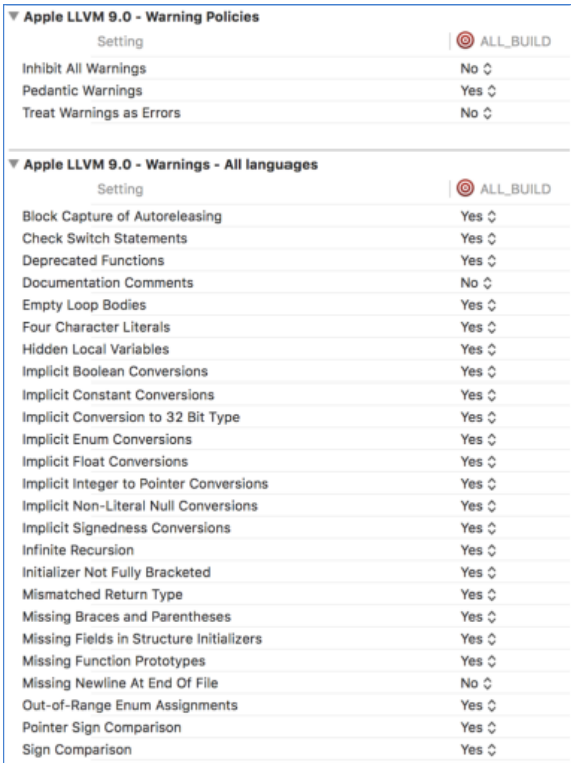 Apple LLVM 9.0 - Warning Policies
Setting ALL_BUILD
Inhibit All Warnings No
Pedantic Warnings Yes
Treat Warnings as Errors No
Apple LLVM 9.0 - Warnings - All languages
Setting ALL_BUILD
Block Capture of Autoreleasing Yes
Check Switch Statements Yes
Deprecated Functions Yes
Documentation Comments No
Empty Loop Bodies Yes
Four Character Literals Yes
Hidden Local Variables Yes
Implicit Boolean Conversions Yes
Implicit Constant Conversions Yes
Implicit Conversion to 32 Bit Type Yes
Implicit Enum Conversions Yes
Implicit Float Conversions Yes
Implicit Integer to Pointer Conversions Yes
Implicit Non-Literal Null Conversions Yes
Implicit Signedness Conversions Yes
Infinite Recursion Yes
Initializer Not Fully Bracketed Yes
Mismatched Return Type Yes
Missing Braces and Parentheses Yes
Missing Fields in Structure Initializers Yes
Missing Function Prototypes Yes
Missing Newline At End Of File No
Out-of-Range Enum Assignments Yes
Pointer Sign Comparison Yes
Sign Comparison Yes